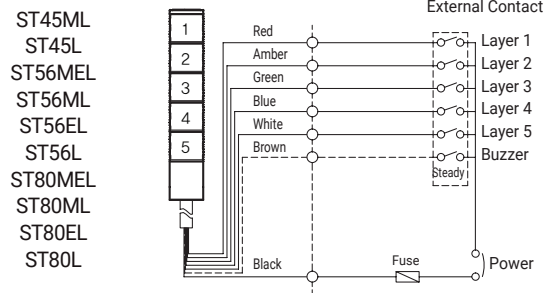 ST45ML
ST45L
ST56MEL
ST56ML
ST56EL
ST56L
ST80MEL
ST80ML
ST80EL
ST80L
1
2
3
4
5
External Contact
Red
Layer 1
Amber
Layer 2
Green
Layer 3
Blue
Layer 4
White
Layer 5
Brown
Buzzer
Steady
Black
Fuse
Power